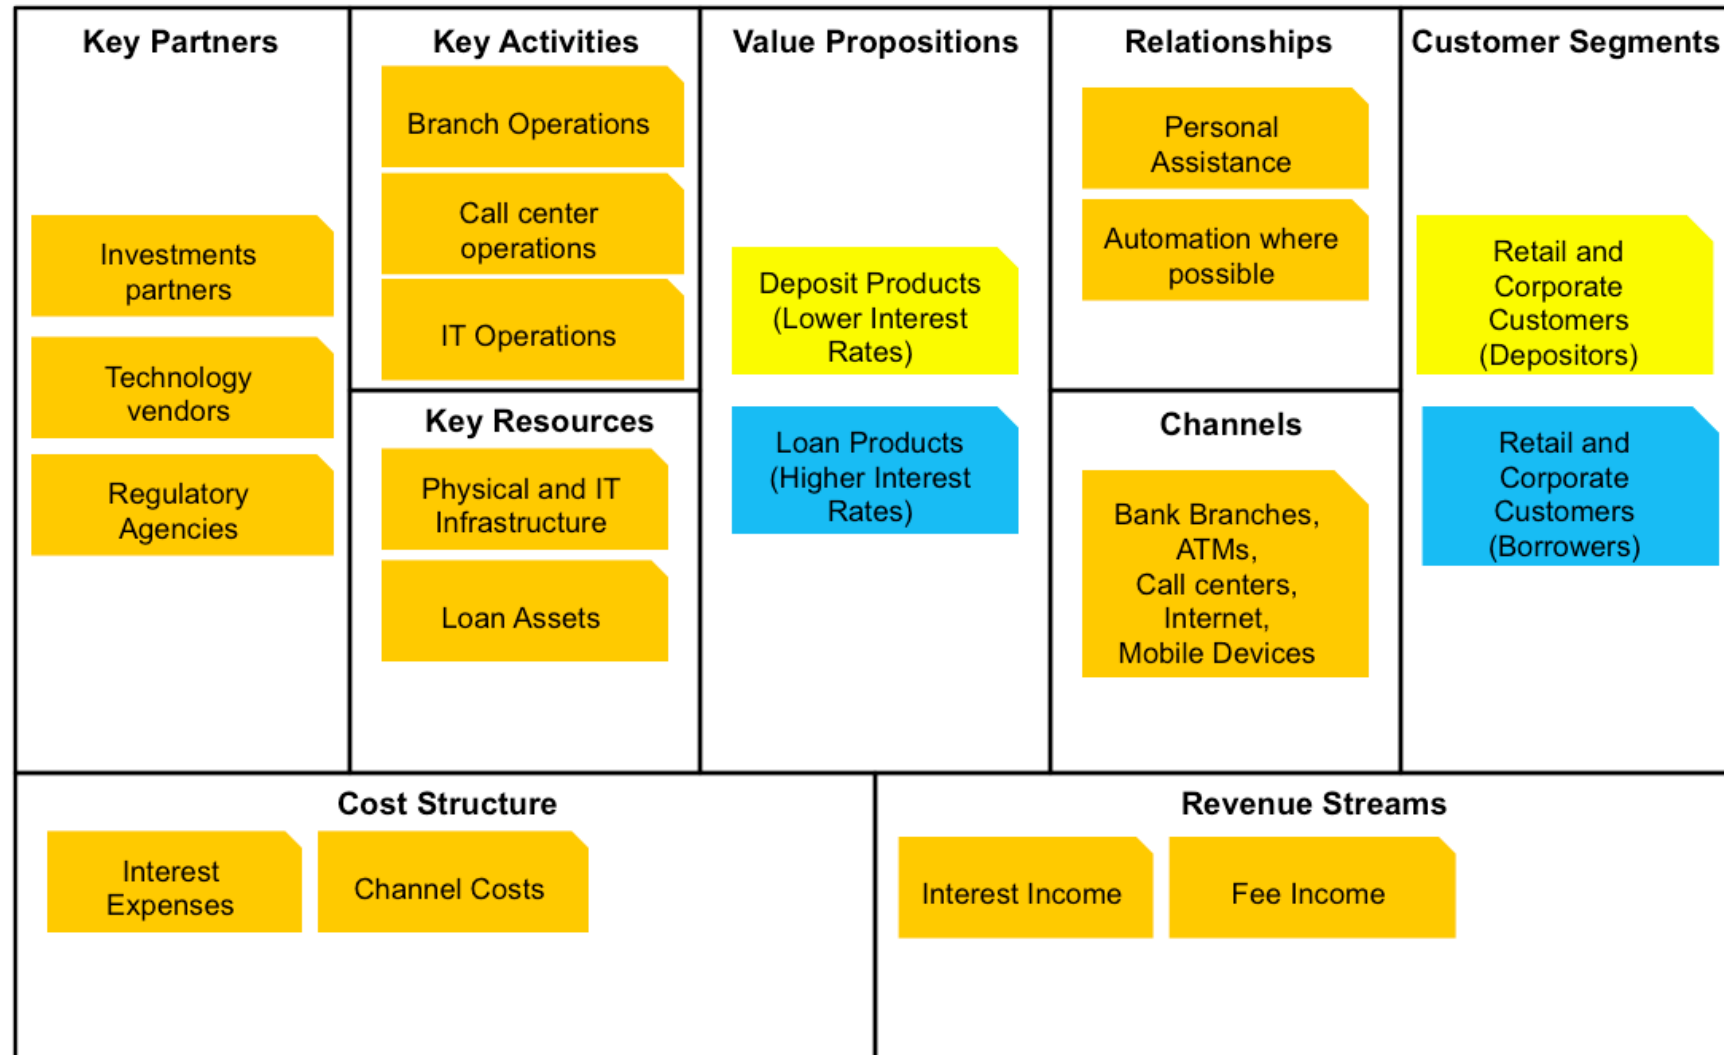 Key Partners
Investments
partners
Technology
vendors
Regulatory
Agencies
Key Activities
Branch Operations
Call center
operations
IT Operations
Key Resources
Physical and IT
Infrastructure
Loan Assets
Value Propositions
Deposit Products
(Lower Interest
Rates)
Loan Products
(Higher Interest
Rates)
Relationships
Personal
Assistance
Automation where
possible
Channels
Bank Branches,
ATMs,
Call centers,
Internet,
Mobile Devices
Customer Segments
Retail and
Corporate
Customers
(Depositors)
Retail and
Corporate
Customers
(Borrowers)
Cost Structure
Interest
Expenses
Channel Costs
Revenue Streams
Interest Income
Fee Income